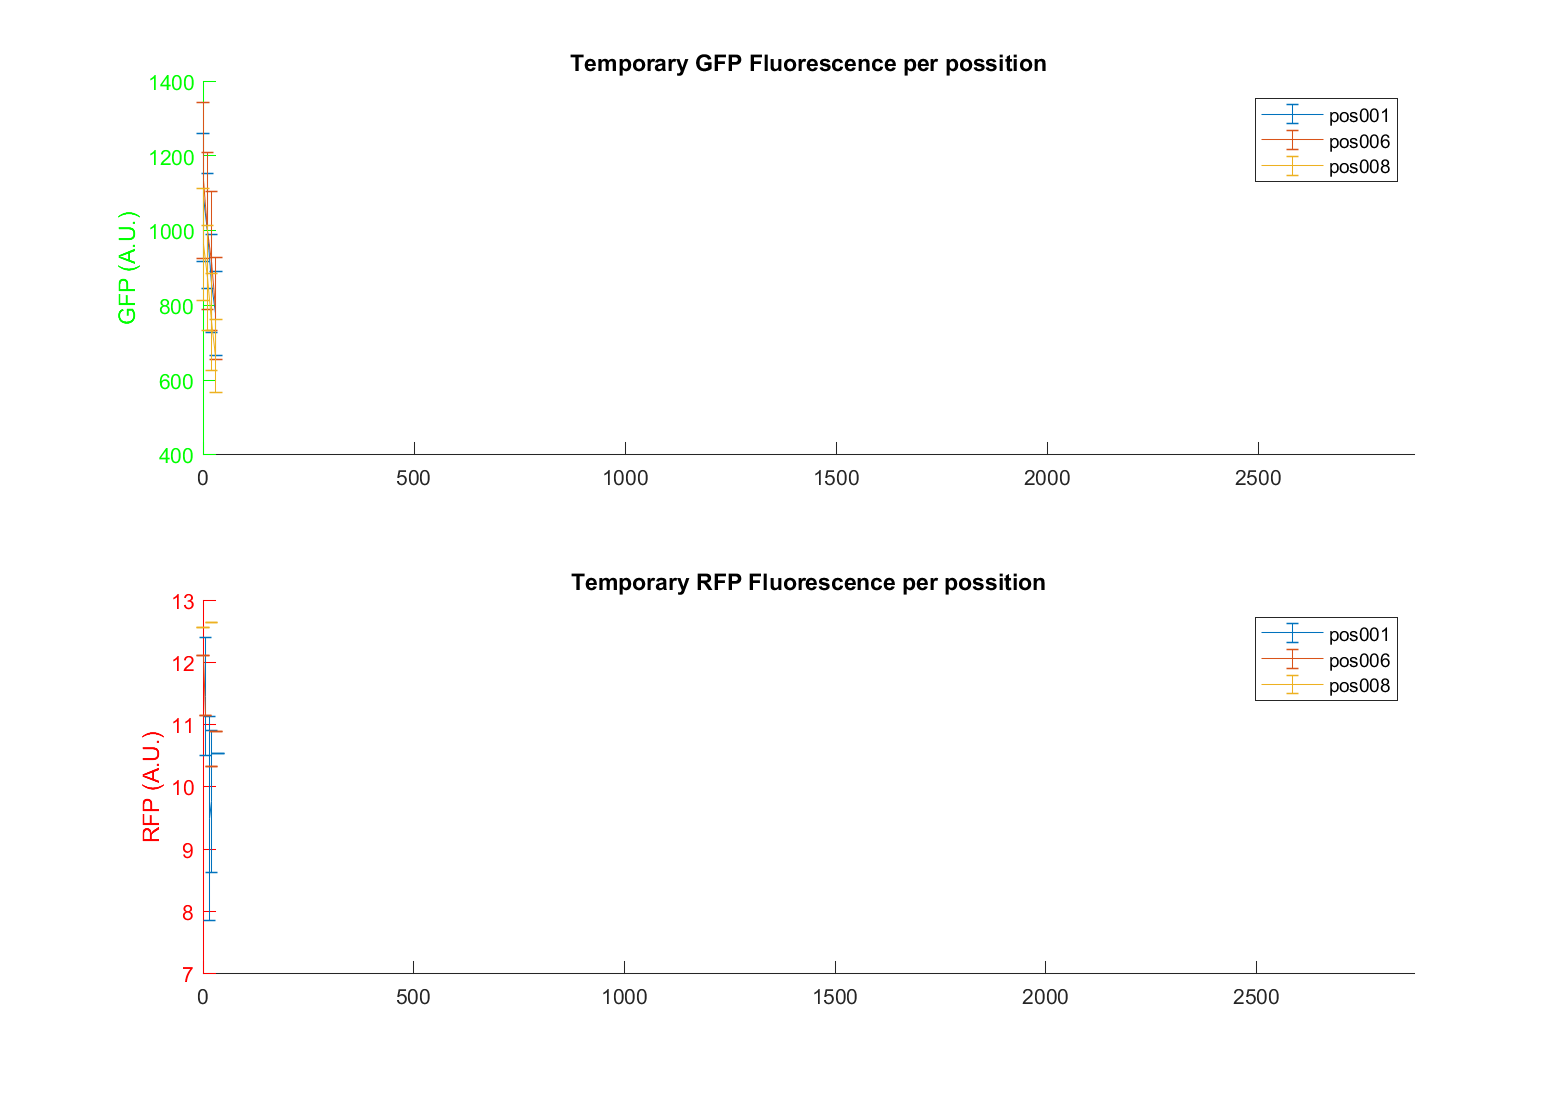 Temporary GFP Fluorescence per possition
1400
1200
1000
800
600
400
GFP (A.U.)
pos001
pos006
pos008
0 500 1000 1500 2000 2500
Temporary RFP Fluorescence per possition
13
12
11
10
9
8
7
RFP (A.U.)
pos001
pos006
pos008
0 500 1000 1500 2000 2500